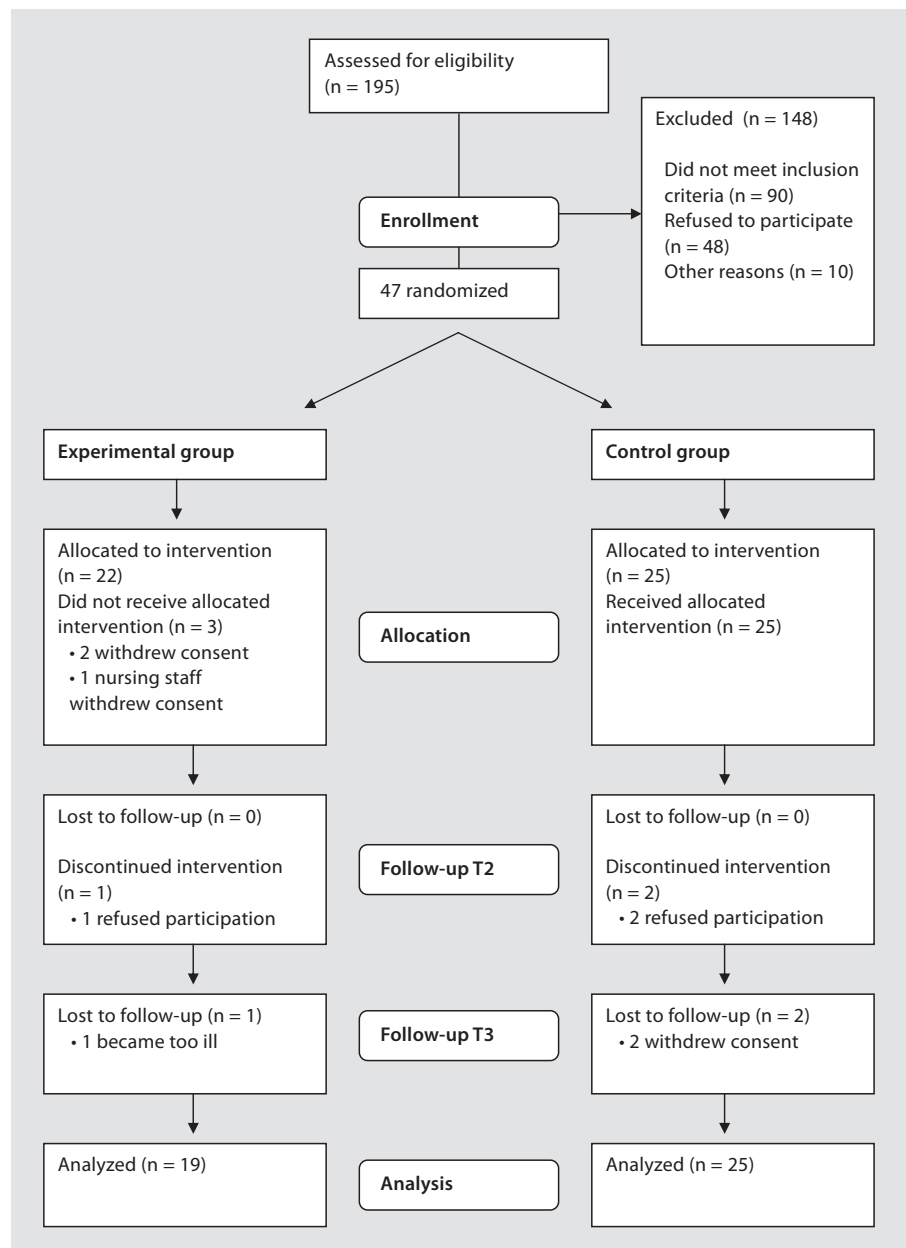 Assessed for eligibility
(n = 195)
Excluded (n = 148)
Did not meet inclusion
criteria (n = 90)
Refused to participate
(n = 48)
Other reasons (n = 10)
Enrollment
47 randomized
Experimental group
Control group
Allocated to intervention
(n = 22)
Did not receive allocated
intervention (n = 3)
• 2 withdrew consent
• 1 nursing staff
withdrew consent
Allocation
Allocated to intervention
(n = 25)
Received allocated
intervention (n = 25)
Lost to follow-up (n = 0)
Discontinued intervention
(n = 1)
• 1 refused participation
Follow-up T2
Lost to follow-up (n = 0)
Discontinued intervention
(n = 2)
• 2 refused participation
Lost to follow-up (n = 1)
• 1 became too ill
Follow-up T3
Lost to follow-up (n = 2)
• 2 withdrew consent
Analyzed (n = 19)
Analysis
Analyzed (n = 25)